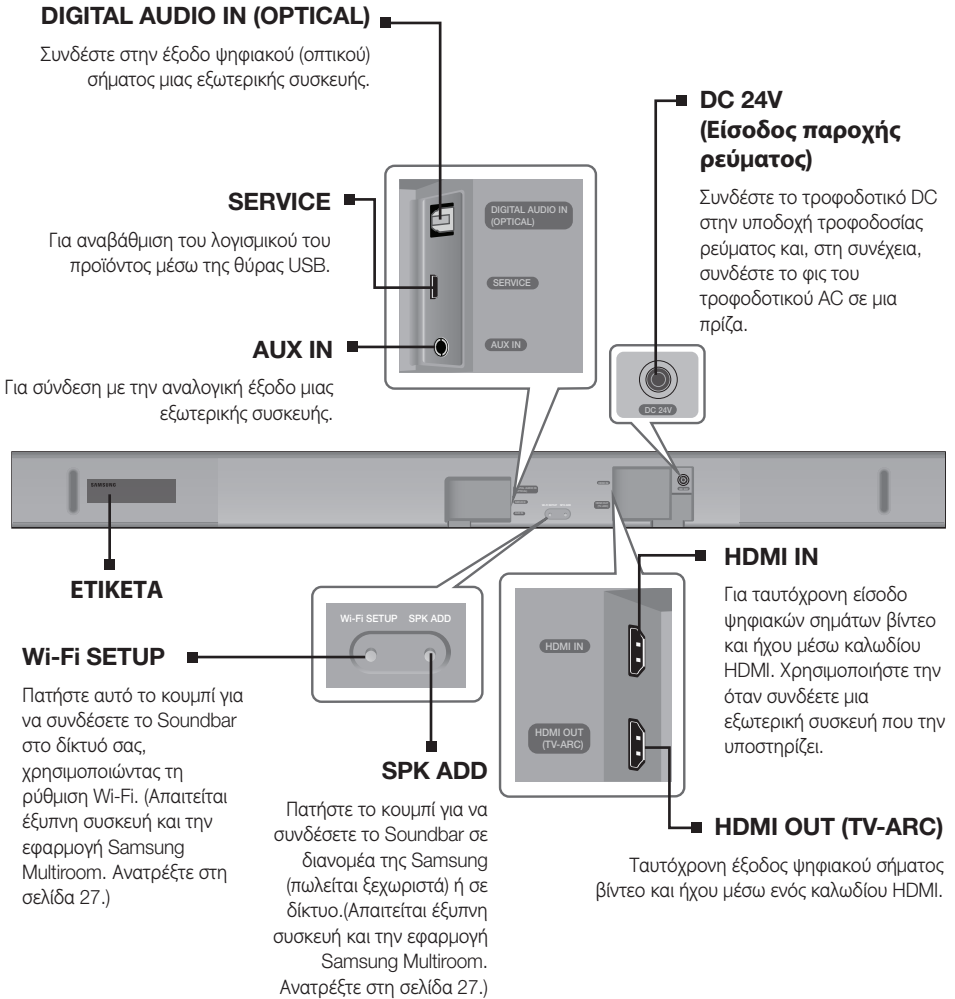 DIGITAL AUDIO IN (OPTICAL)
Συνδέστε στην έξοδο ψηφιακού (οπτικού)
σήματος μιας εξωτερικής συσκευής.
DC 24V
(Είσοδος παροχής
ρεύματος)
Συνδέστε το τροφοδοτικό DC
στην υποδοχή τροφοδοσίας
ρεύματος και, στη συνέχεια,
συνδέστε το φις του
τροφοδοτικού AC σε μια
πρίζα.
SERVICE
Για αναβάθμιση του λογισμικού του
προϊόντος μέσω της θύρας USB.
AUX IN
Για σύνδεση με την αναλογική έξοδο μιας
εξωτερικής συσκευής.
DIGITAL AUDIO IN
(OPTICAL)
SERVICE
AUX IN
DC 24V
SAMSUNG
ΕΤΙΚΕΤΑ
Wi-Fi SETUP SPK ADD
HDMI IN
HDMI OUT
(TV-ARC)
HDMI IN
Για ταυτόχρονη είσοδο
ψηφιακών σημάτων βίντεο
και ήχου μέσω καλωδίου
HDMI. Χρησιμοποιήστε την
όταν συνδέετε μια
εξωτερική συσκευή που την
υποστηρίζει.
Wi-Fi SETUP
Πατήστε αυτό το κουμπί για
να συνδέσετε το Soundbar
στο δίκτυό σας,
χρησιμοποιώντας τη
ρύθμιση Wi-Fi. (Απαιτείται
έξυπνη συσκευή και την
εφαρμογή Samsung
Multiroom. Ανατρέξτε στη
σελίδα 27.)
SPK ADD
Πατήστε το κουμπί για να
συνδέσετε το Soundbar σε
διανομέα της Samsung
(πωλείται ξεχωριστά) ή σε
δίκτυο.(Απαιτείται έξυπνη
συσκευή και την εφαρμογή
Samsung Multiroom.
Ανατρέξτε στη σελίδα 27.)
HDMI OUT (TV-ARC)
Ταυτόχρονη έξοδος ψηφιακού σήματος
βίντεο και ήχου μέσω ενός καλωδίου HDMI.